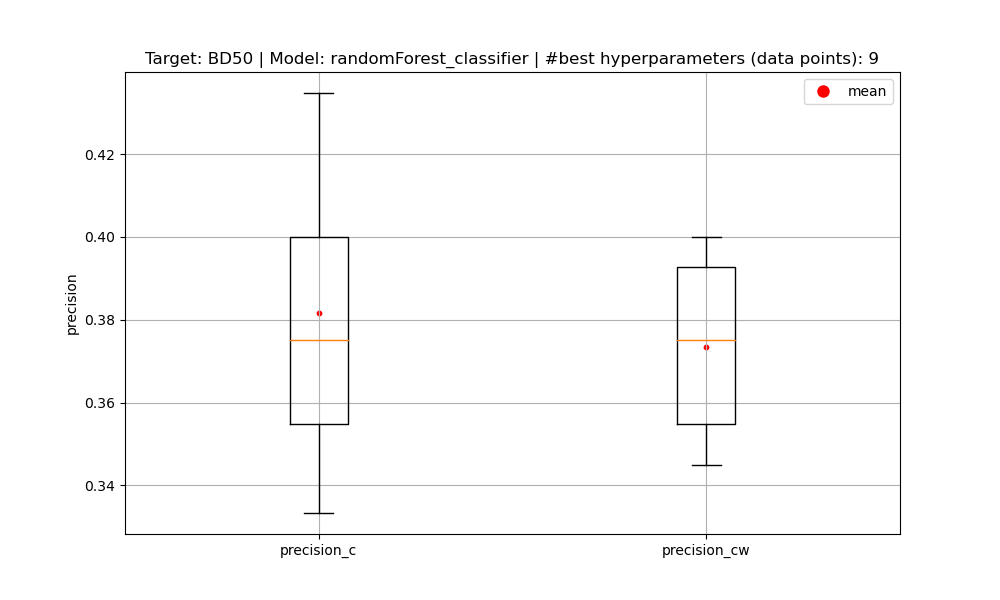 Target: BD50 | Model: randomForest_classifier | #best hyperparameters (data points): 9
mean
0.42
0.40
0.38
0.36
0.34
precision
precision_c
precision_cw